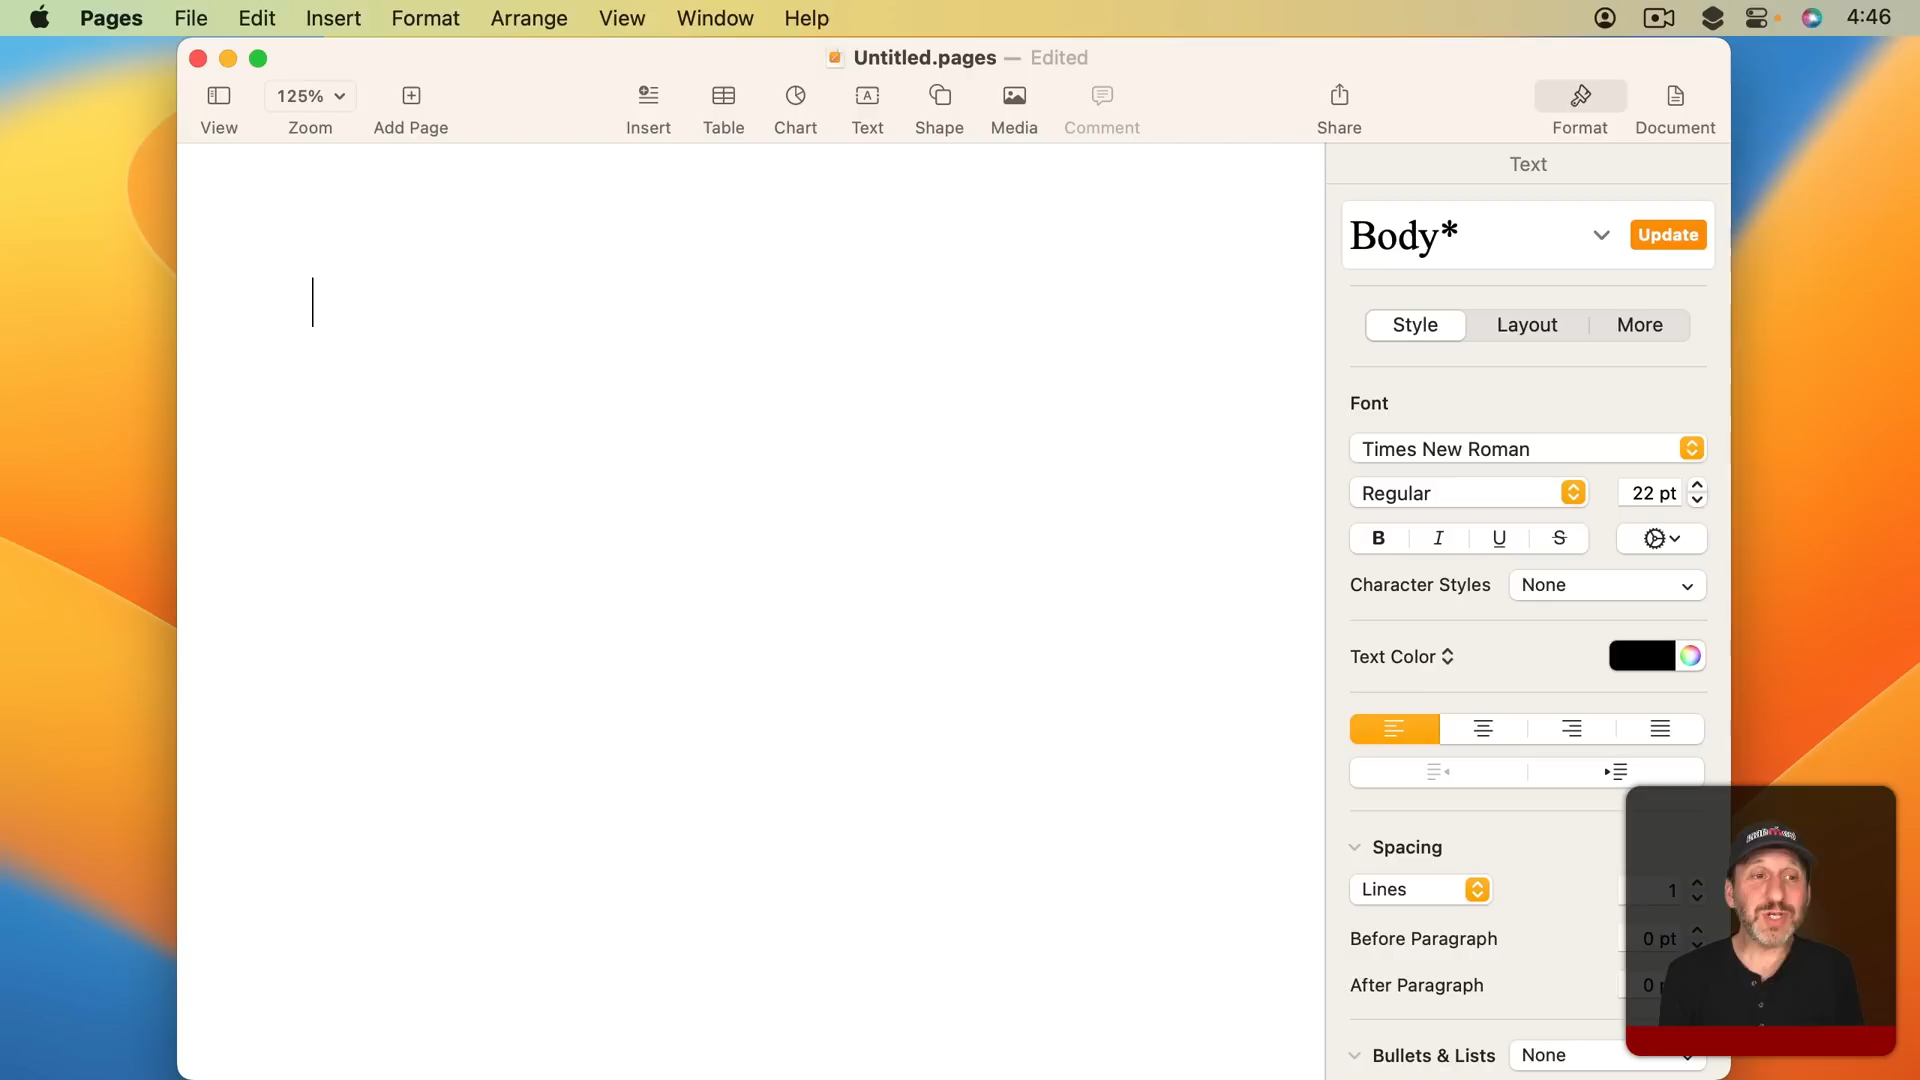 Pages File Edit Insert Format Arrange View Window Help 4:46
Untitled.pages — Edited
125%
View Zoom Add Page Insert Table Chart Text Shape Media Comment Share Format Document
Text
Body* Update
Style Layout More
Font
Times New Roman
Regular 22 pt
B I U S
Character Styles None
Text Color
Spacing
Lines 1
Before Paragraph 0 pt
After Paragraph 0
Bullets & Lists None